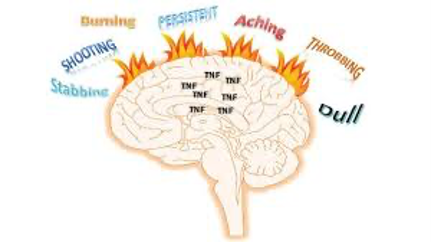 Burning
PERSISTENT
Aching
SHOOTING
THROBBING
Stabbing
Dull
TNF
TNF
TNF
TNF
TNF
TNF
TNF